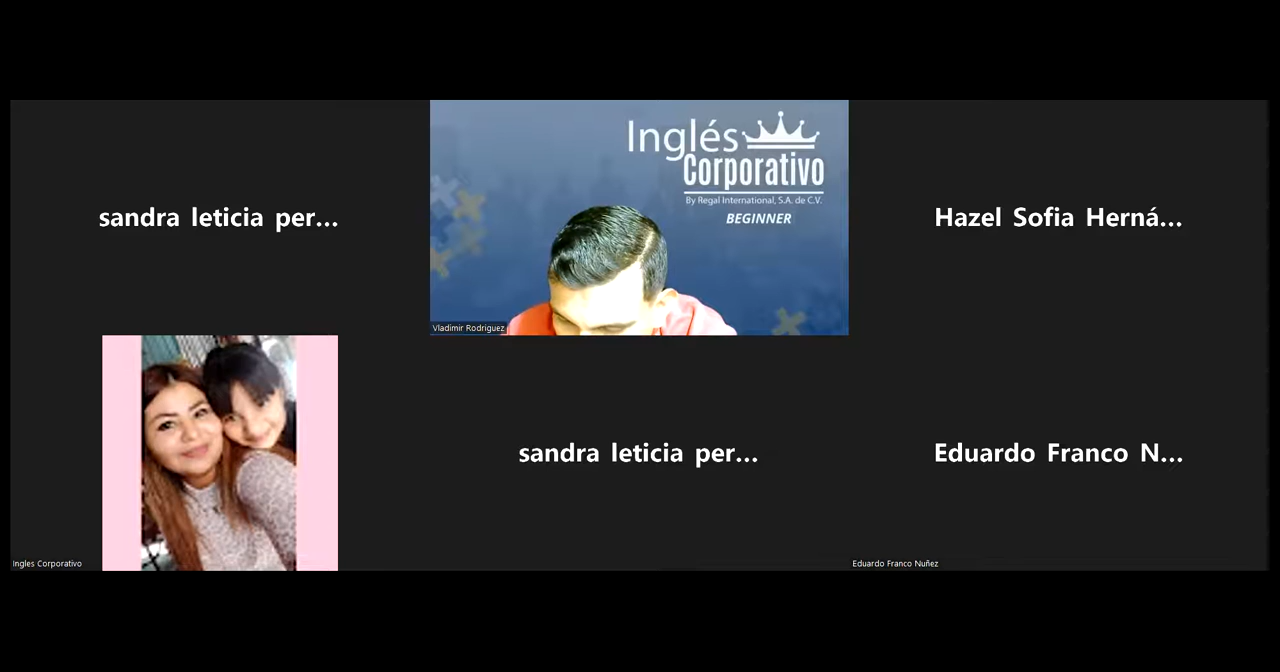 sandra leticia per...
Inglés
Corporativo
By Regal International, S.A. de C.V.
BEGINNER
Vladimir Rodriguez
Hazel Sofia Herná...
Ingles Corporativo
sandra leticia per...
Eduardo Franco N...
Eduardo Franco Nuñez